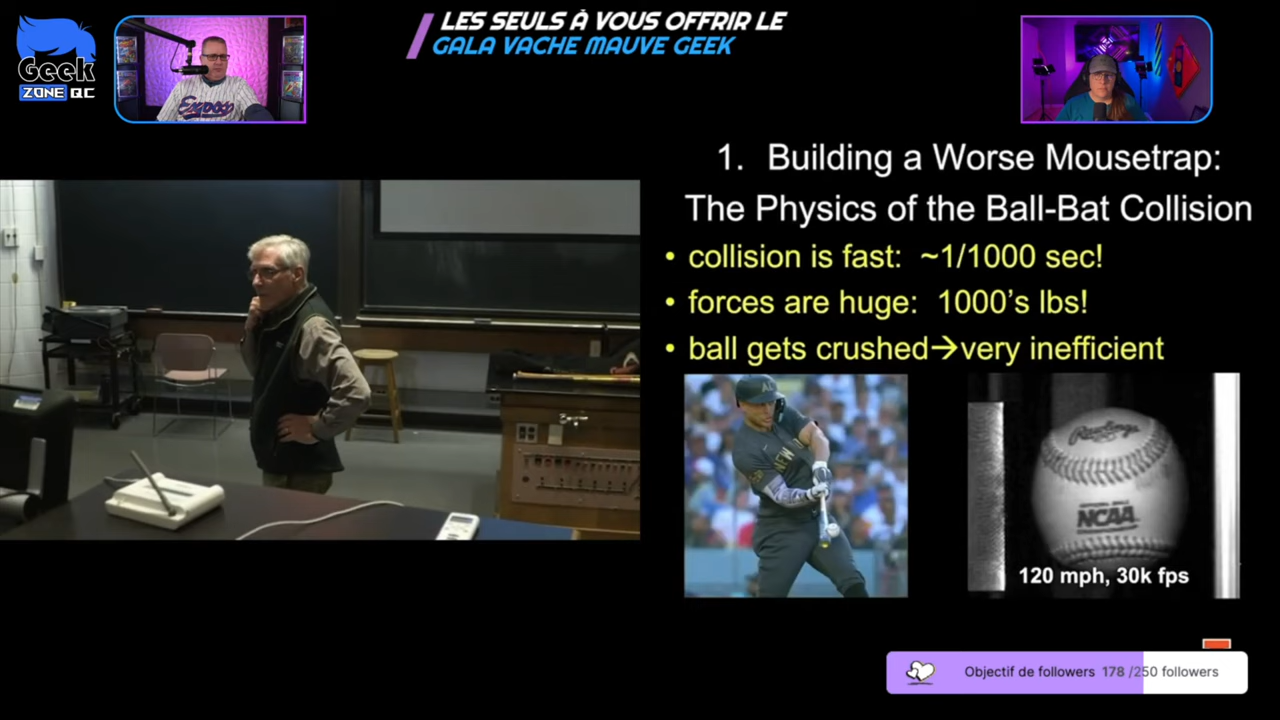 LES SEULS À VOUS OFFRIR LE
GALA VACHE MAUVE GEEK
Geek
ZONE QC
Expos
1. Building a Worse Mousetrap:
The Physics of the Ball-Bat Collision
• collision is fast: ~1/1000 sec!
• forces are huge: 1000's lbs!
• ball gets crushed→very inefficient
NEW
Rawlings
NCAA
120 mph, 30k fps
Objectif de followers 178 /250 followers